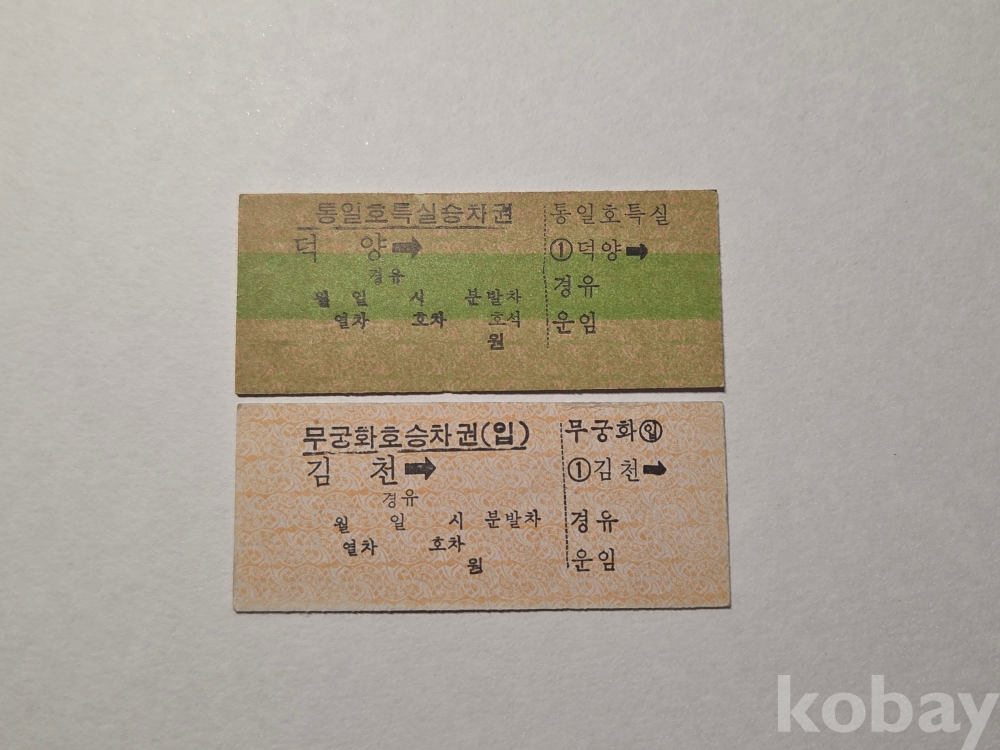 통일호특실승차권
덕 양➡
경유
월 일 시 분발차
열차 호차 호석
원
통일호특실
①덕양➡
경유
운임
무궁화호승차권(입)
김 천➡
경유
월 일 시 분발차
열차 호차
원
무궁화㉧
①김천➡
경유
운임
kobay